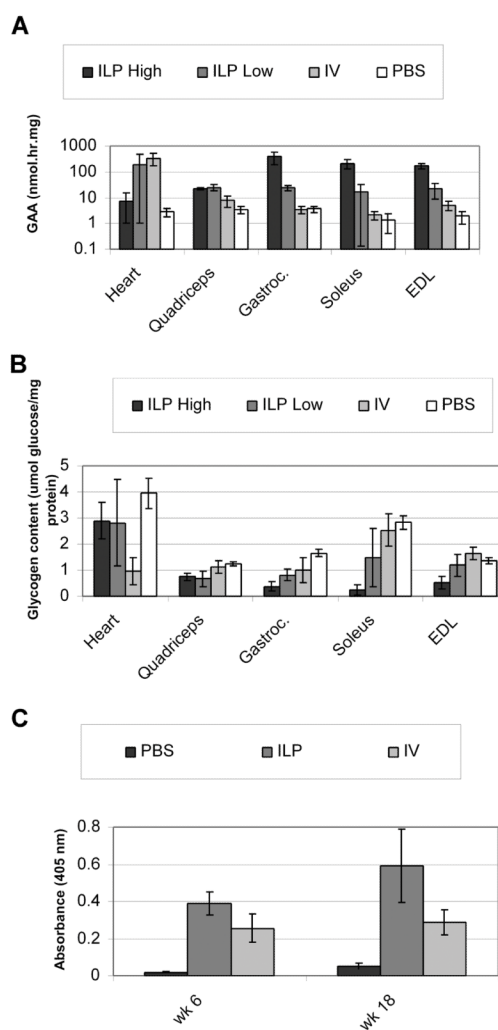 A
ILP High ILP Low IV PBS
GAA (nmol.hr.mg)
1000
100
10
1
0.1
Heart
Quadriceps
Gastroc.
Soleus
EDL
B
ILP High ILP Low IV PBS
Glycogen content (umol glucose/mg
protein)
5
4
3
2
1
0
Heart
Quadriceps
Gastroc.
Soleus
EDL
C
PBS ILP IV
Absorbance (405 nm)
0.8
0.6
0.4
0.2
0
wk 6
wk 18